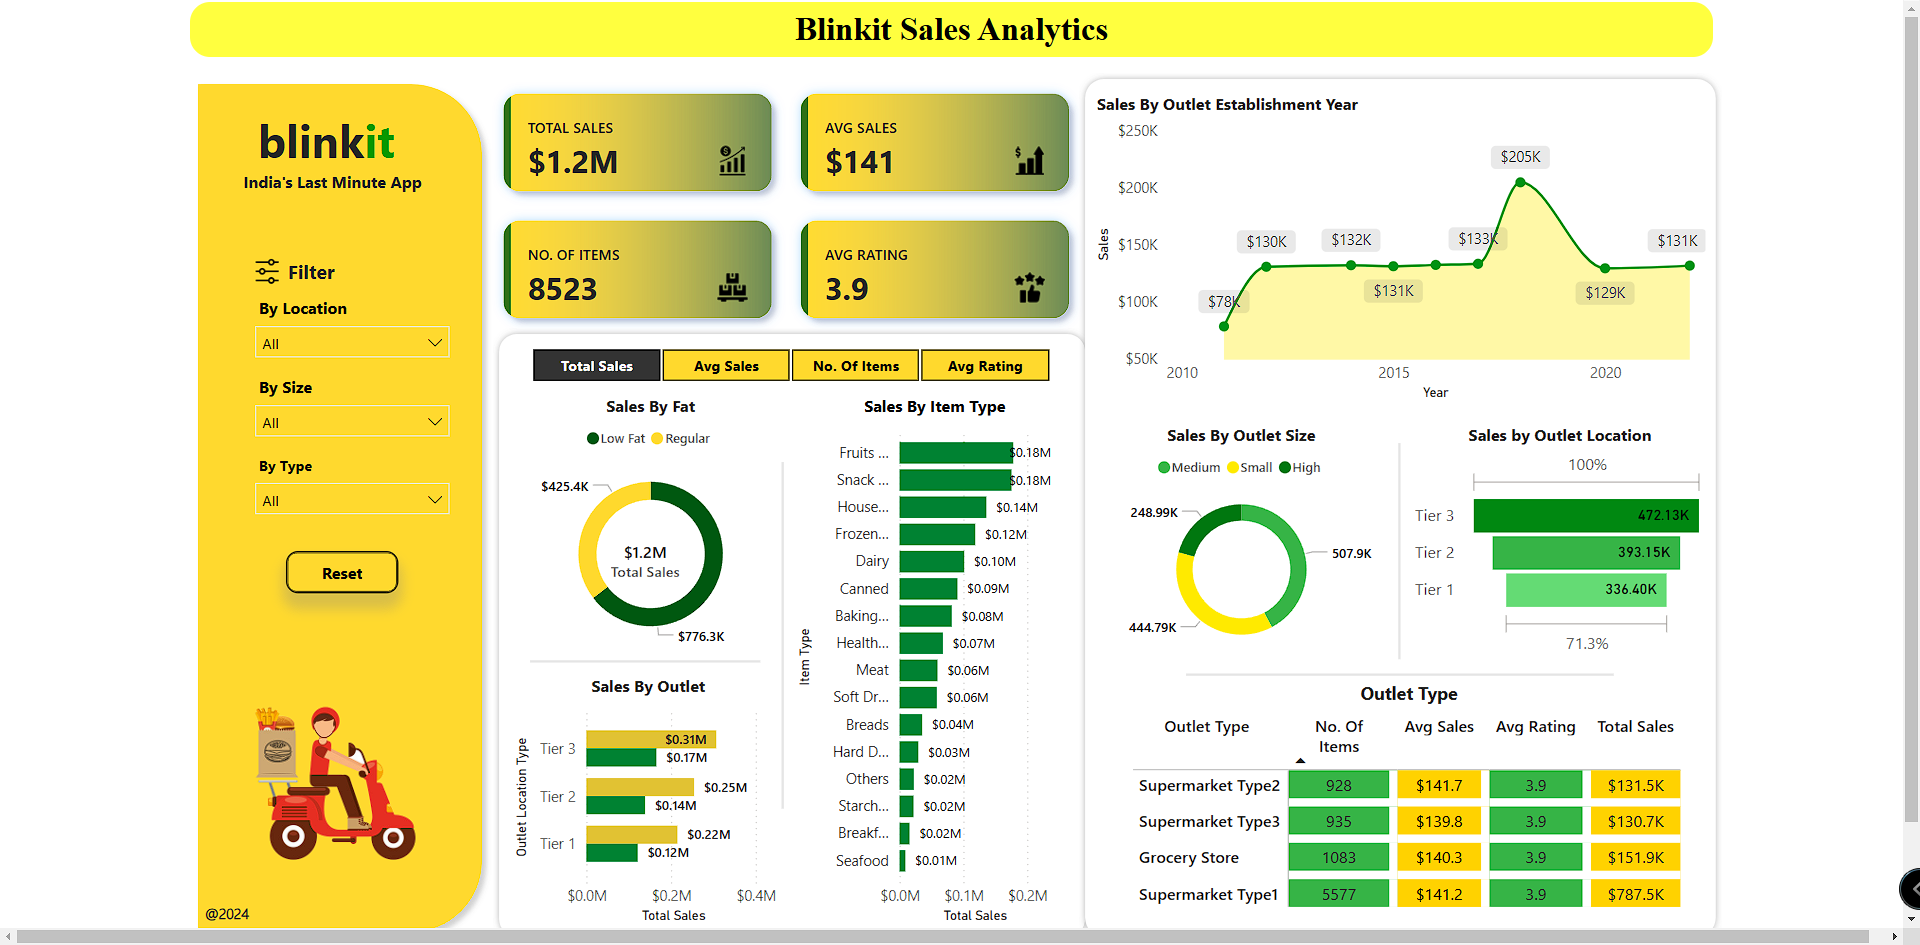 Blinkit Sales Analytics
blinkit
India's Last Minute App
Filter
By Location
All
By Size
All
By Type
All
Reset
@2024
TOTAL SALES
$1.2M
AVG SALES
$141
NO. OF ITEMS
8523
AVG RATING
3.9
Total Sales
Avg Sales
No. Of Items
Avg Rating
Sales By Fat
Low Fat Regular
$425.4K
$1.2M
Total Sales
$776.3K
Sales By Outlet
Outlet Location Type
Tier 3 $0.31M
$0.17M
Tier 2 $0.25M
$0.14M
Tier 1 $0.22M
$0.12M
$0.0M $0.2M $0.4M
Total Sales
Sales By Item Type
Item Type
Fruits ... $0.18M
Snack ... $0.18M
House... $0.14M
Frozen... $0.12M
Dairy $0.10M
Canned $0.09M
Baking... $0.08M
Health... $0.07M
Meat $0.06M
Soft Dr... $0.06M
Breads $0.04M
Hard D... $0.03M
Others $0.02M
Starch... $0.02M
Breakf... $0.02M
Seafood $0.01M
$0.0M $0.1M $0.2M
Total Sales
Sales By Outlet Establishment Year
Sales
$250K
$200K
$150K
$100K
$50K
$78K
$130K
$132K
$131K
$133K
$205K
$129K
$131K
2010 2015 2020
Year
Sales By Outlet Size
Medium Small High
248.99K
507.9K
444.79K
Sales by Outlet Location
100%
Tier 3 472.13K
Tier 2 393.15K
Tier 1 336.40K
71.3%
Outlet Type
Outlet Type No. Of Items Avg Sales Avg Rating Total Sales
Supermarket Type2 928 $141.7 3.9 $131.5K
Supermarket Type3 935 $139.8 3.9 $130.7K
Grocery Store 1083 $140.3 3.9 $151.9K
Supermarket Type1 5577 $141.2 3.9 $787.5K